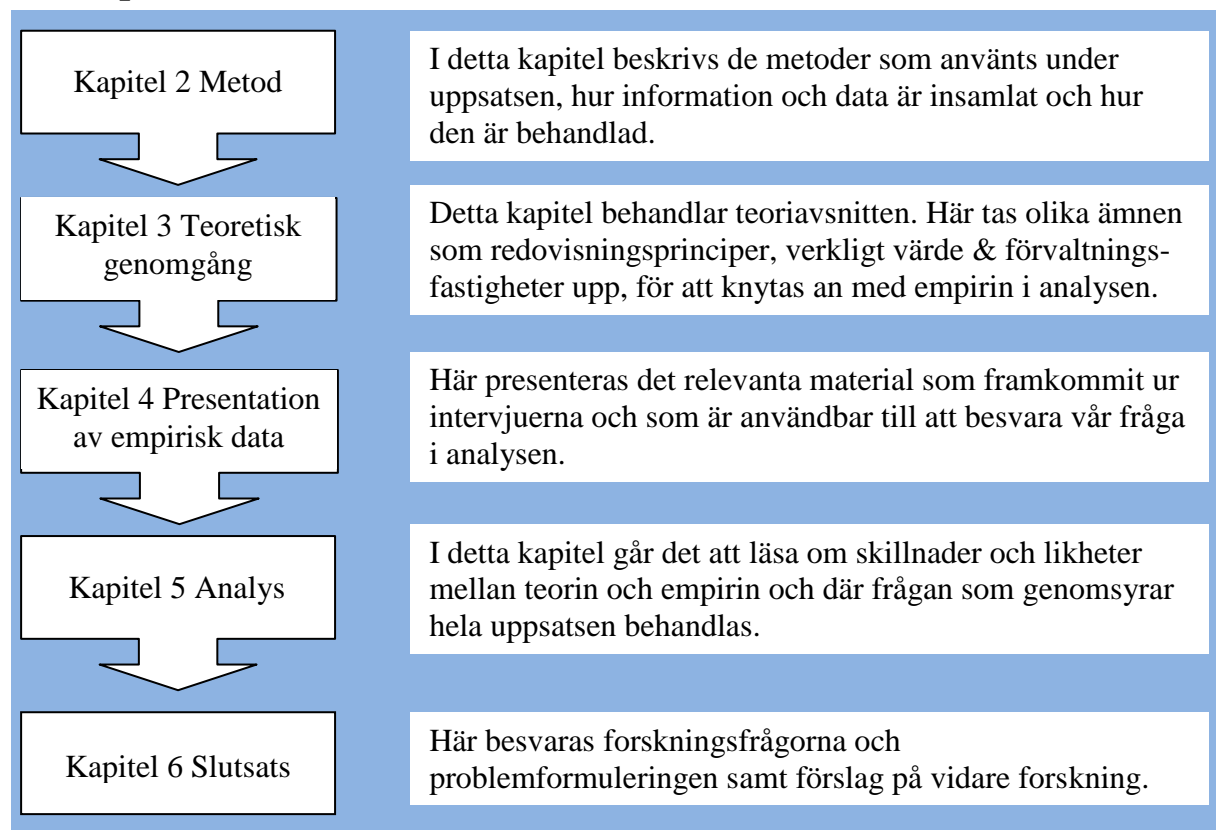 Kapitel 2 Metod
I detta kapitel beskrivs de metoder som använts under
uppsatsen, hur information och data är insamlat och hur
den är behandlad.
Kapitel 3 Teoretisk
genomgång
Detta kapitel behandlar teoriavsnitten. Här tas olika ämnen
som redovisningsprinciper, verkligt värde & förvaltnings-
fastigheter upp, för att knytas an med empirin i analysen.
Kapitel 4 Presentation
av empirisk data
Här presenteras det relevanta material som framkommit ur
intervjuerna och som är användbar till att besvara vår fråga
i analysen.
Kapitel 5 Analys
I detta kapitel går det att läsa om skillnader och likheter
mellan teorin och empirin och där frågan som genomsyrar
hela uppsatsen behandlas.
Kapitel 6 Slutsats
Här besvaras forskningsfrågorna och
problemformuleringen samt förslag på vidare forskning.